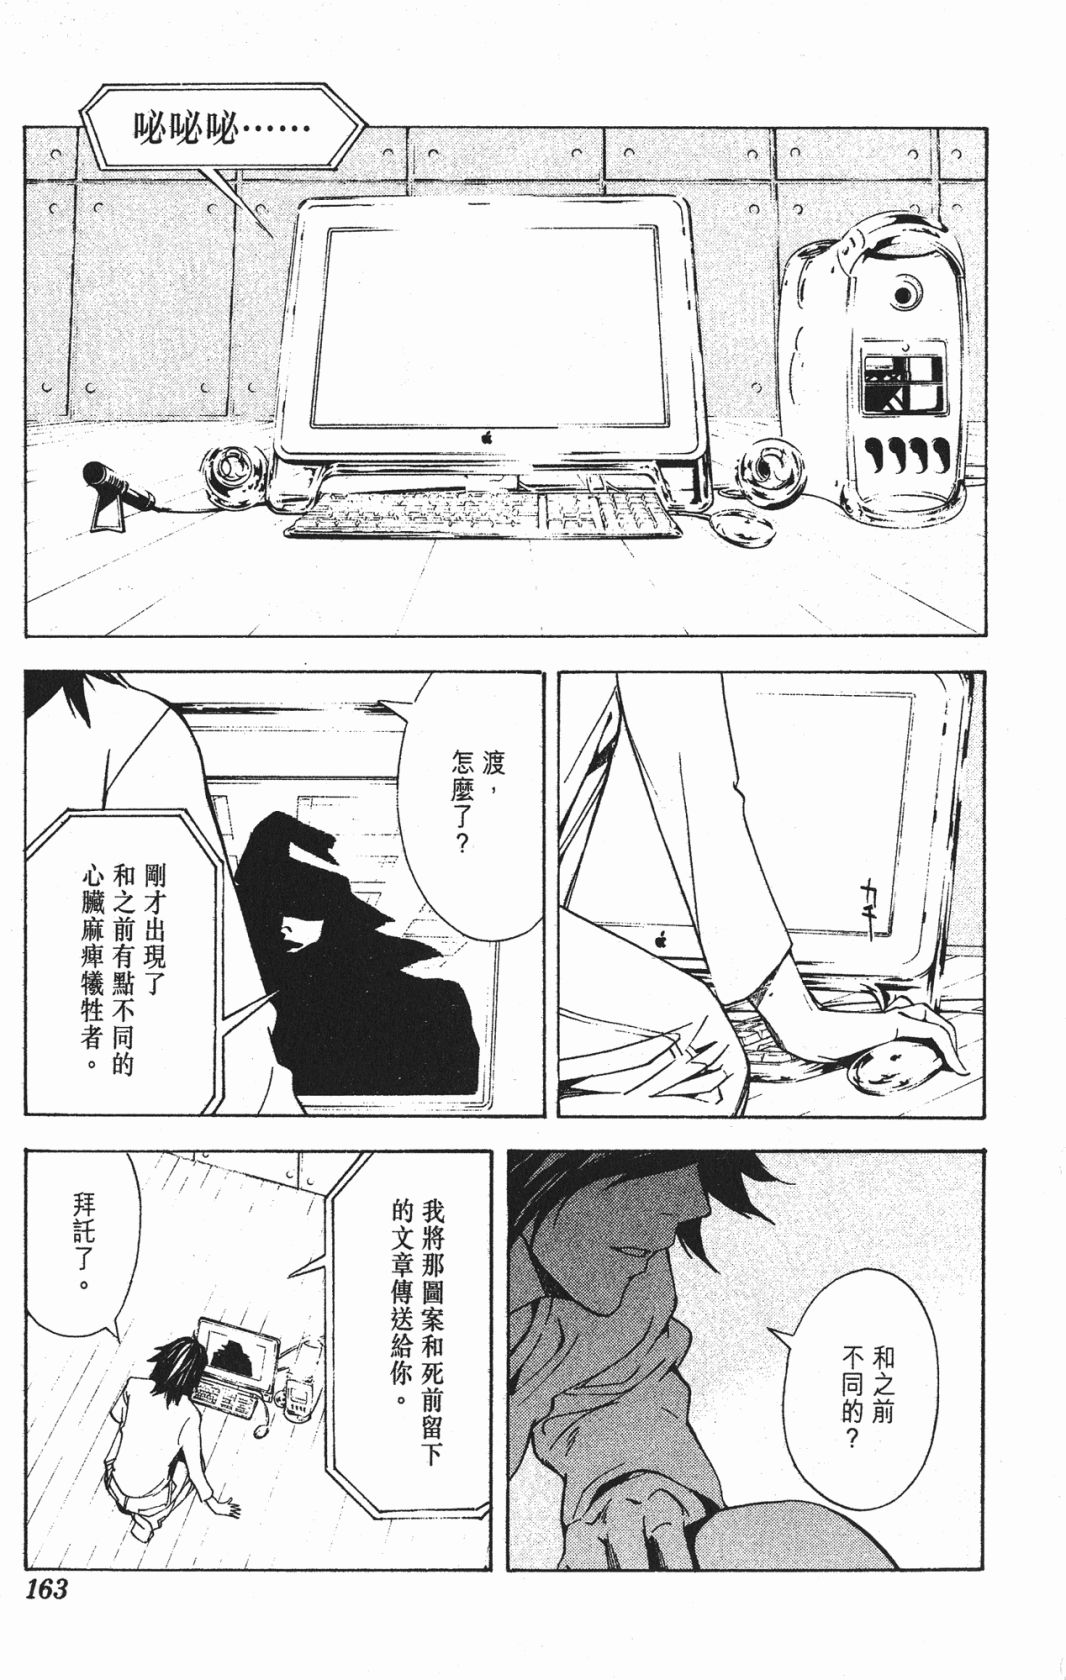 咇咇咇……
カチ
渡，
怎麼了？
剛才出現了
和之前有點不同的
心臟麻痺犧牲者。
和之前
不同的？
我將那圖案和死前留下
的文章傳送給你。
拜託了。
163